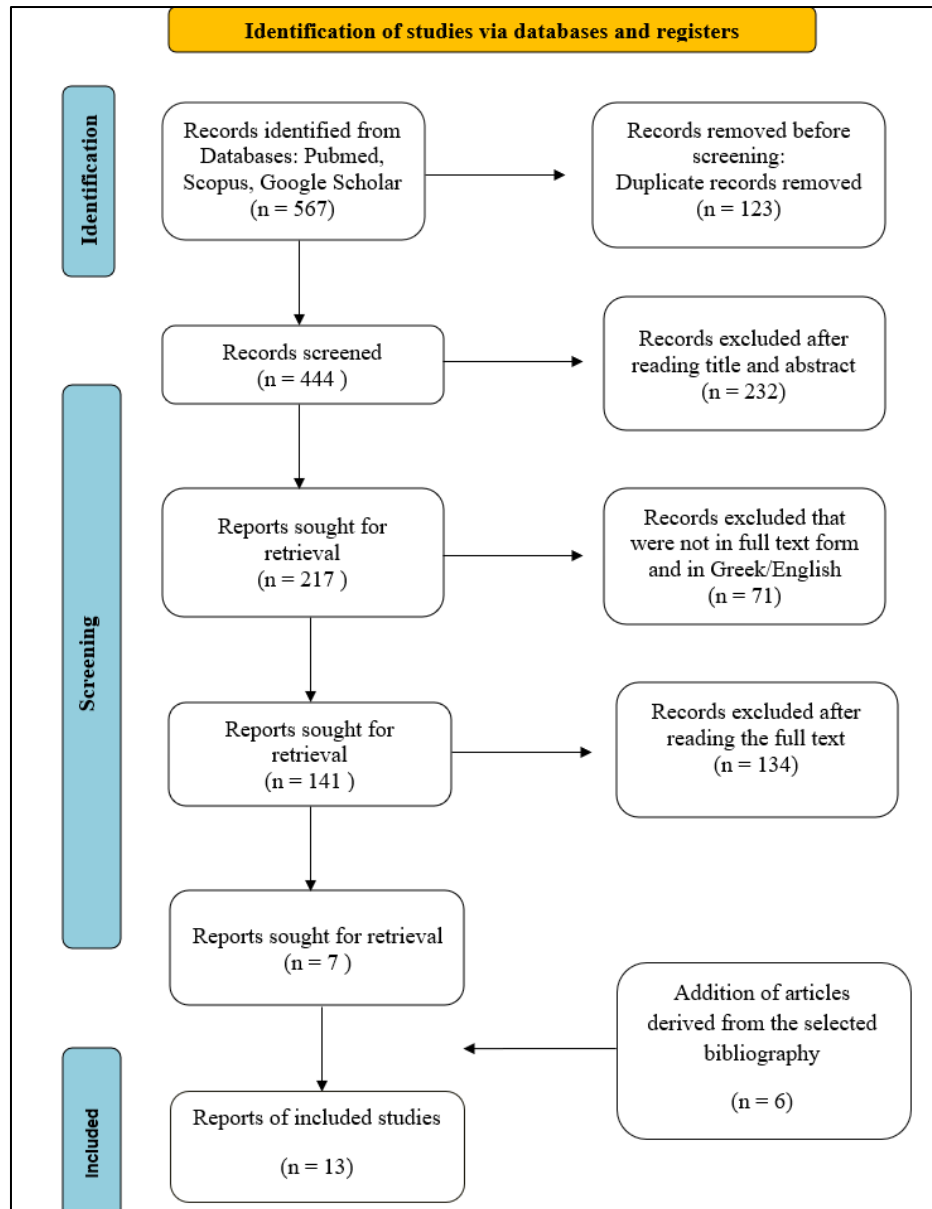 Identification of studies via databases and registers
Identification
Records identified from
Databases: Pubmed,
Scopus, Google Scholar
(n = 567)
Records removed before
screening:
Duplicate records removed
(n = 123)
Screening
Records screened
(n = 444 )
Records excluded after
reading title and abstract
(n = 232)
Reports sought for
retrieval
(n = 217 )
Records excluded that
were not in full text form
and in Greek/English
(n = 71)
Reports sought for
retrieval
(n = 141 )
Records excluded after
reading the full text
(n = 134)
Reports sought for retrieval
(n = 7 )
Addition of articles
derived from the selected
bibliography
(n = 6)
Included
Reports of included studies
(n = 13)